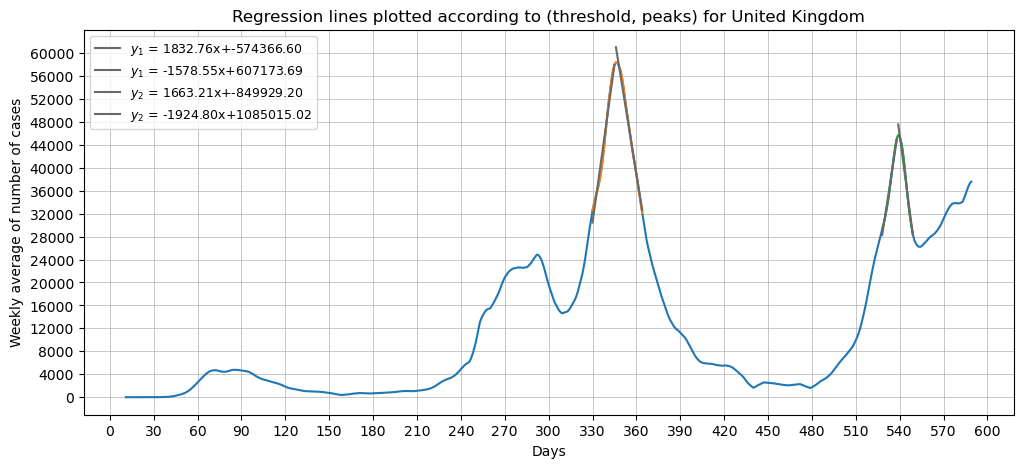 Regression lines plotted according to (threshold, peaks) for United Kingdom
y₁ = 1832.76x+-574366.60
y₁ = -1578.55x+607173.69
y₂ = 1663.21x+-849929.20
y₂ = -1924.80x+1085015.02
Weekly average of number of cases
60000
56000
52000
48000
44000
40000
36000
32000
28000
24000
20000
16000
12000
8000
4000
0
0 30 60 90 120 150 180 210 240 270 300 330 360 390 420 450 480 510 540 570 600
Days